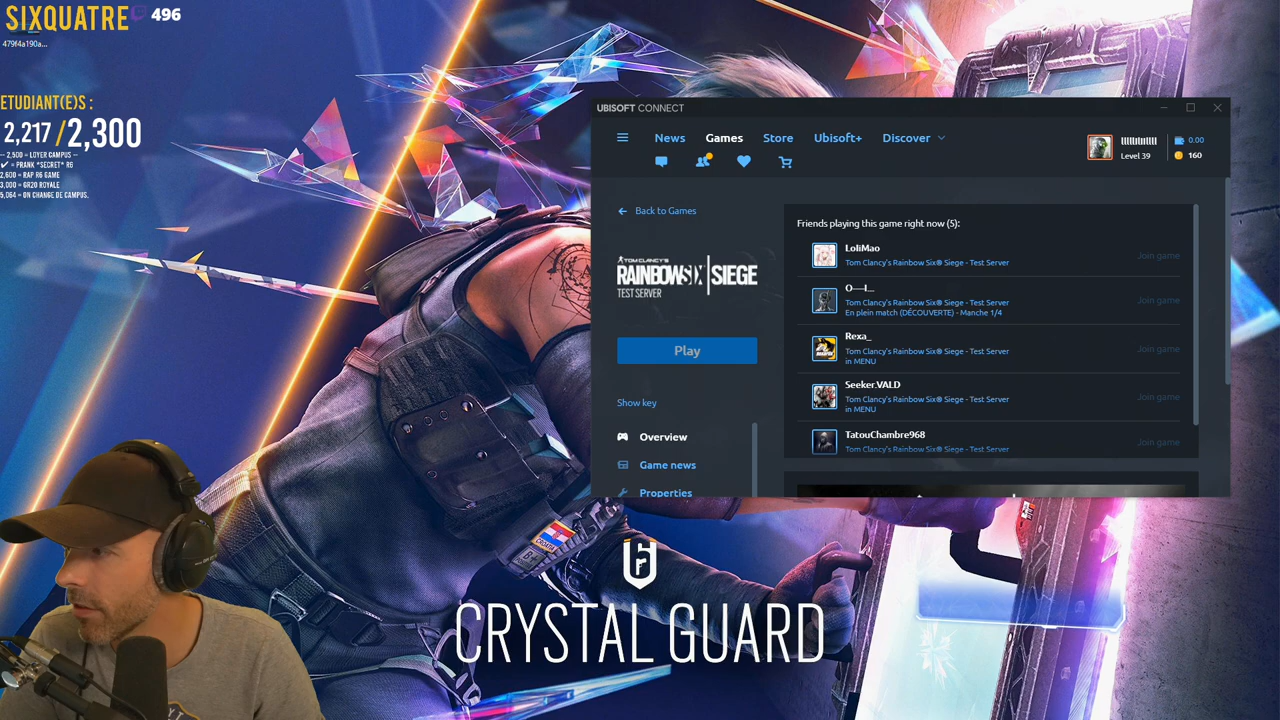 SIXQUATRE 496
479f4a190a...
ETUDIANT(E)S :
2,217 / 2,300
-- 2,500 = LOYER CAMPUS --
✔ = PRANK *SECRET* R6
2,600 = RAP R6 GAME
3,000 = GR20 ROYALE
5,064 = ON CHANGE DE CAMPUS.
UBISOFT CONNECT
News Games Store Ubisoft+ Discover
Level 39
0.00
160
Back to Games
TOM CLANCY'S
RAINBOWSIX | SIEGE
TEST SERVER
Play
Show key
Overview
Game news
Properties
Friends playing this game right now (5):
LoliMao
Tom Clancy's Rainbow Six® Siege - Test Server
Join game
O---I_
Tom Clancy's Rainbow Six® Siege - Test Server
En plein match (DÉCOUVERTE) - Manche 1/4
Join game
Rexa_
Tom Clancy's Rainbow Six® Siege - Test Server
in MENU
Join game
Seeker.VALD
Tom Clancy's Rainbow Six® Siege - Test Server
in MENU
Join game
TatouChambre968
Tom Clancy's Rainbow Six® Siege - Test Server
Join game
CRYSTAL GUARD